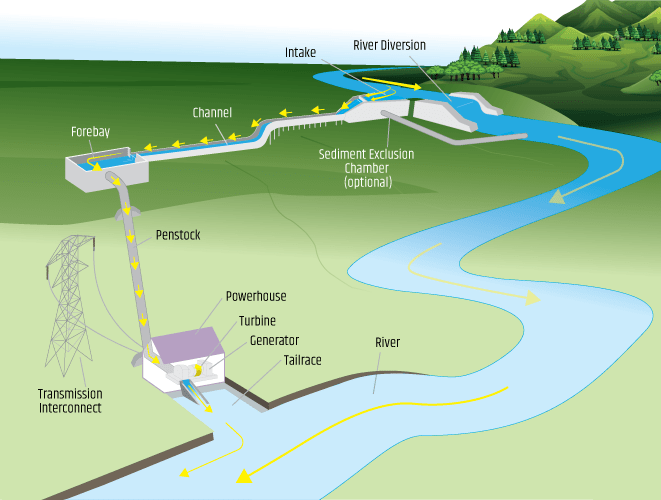 Intake
River Diversion
Channel
Forebay
Sediment Exclusion
Chamber
(optional)
Penstock
Powerhouse
Turbine
Generator
Tailrace
River
Transmission
Interconnect